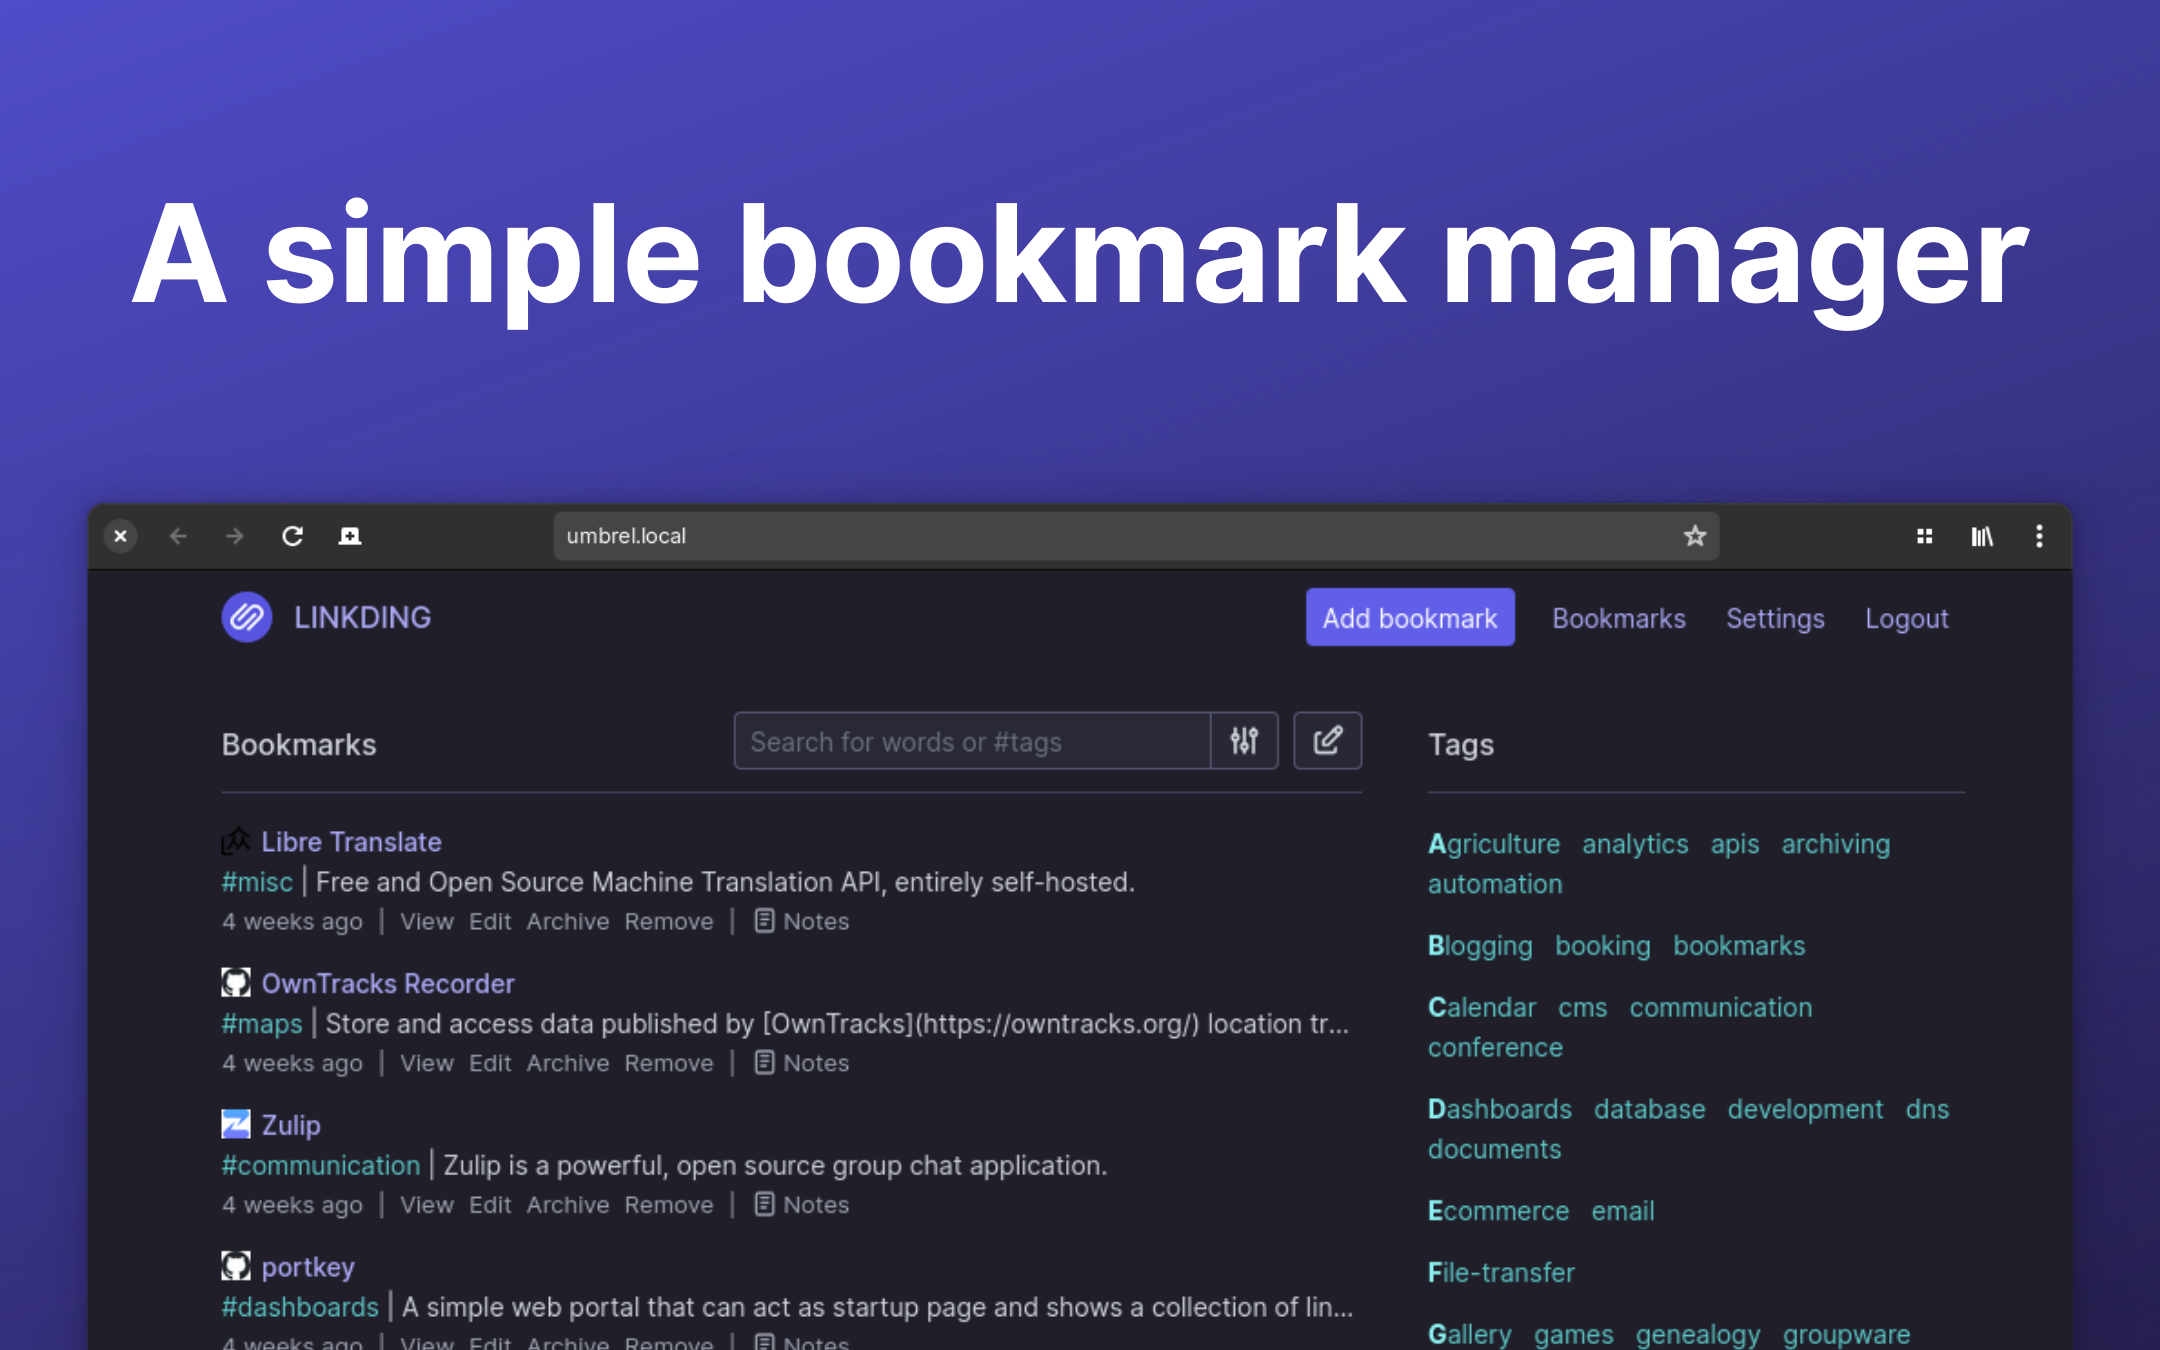 A simple bookmark manager
umbrel.local
LINKDING
Add bookmark Bookmarks Settings Logout
Bookmarks
Search for words or #tags
Libre Translate
#misc | Free and Open Source Machine Translation API, entirely self-hosted.
4 weeks ago | View Edit Archive Remove | Notes
OwnTracks Recorder
#maps | Store and access data published by [OwnTracks](https://owntracks.org/) location tr...
4 weeks ago | View Edit Archive Remove | Notes
Zulip
#communication | Zulip is a powerful, open source group chat application.
4 weeks ago | View Edit Archive Remove | Notes
portkey
#dashboards | A simple web portal that can act as startup page and shows a collection of lin...
4 weeks ago | View Edit Archive Remove | Notes
Tags
Agriculture analytics apis archiving
automation
Blogging booking bookmarks
Calendar cms communication
conference
Dashboards database development dns
documents
Ecommerce email
File-transfer
Gallery games genealogy groupware